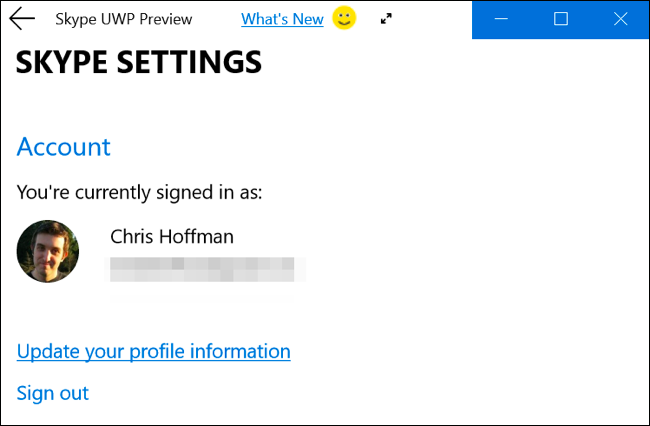 Skype UWP Preview What's New
SKYPE SETTINGS
Account
You're currently signed in as:
Chris Hoffman
Update your profile information
Sign out